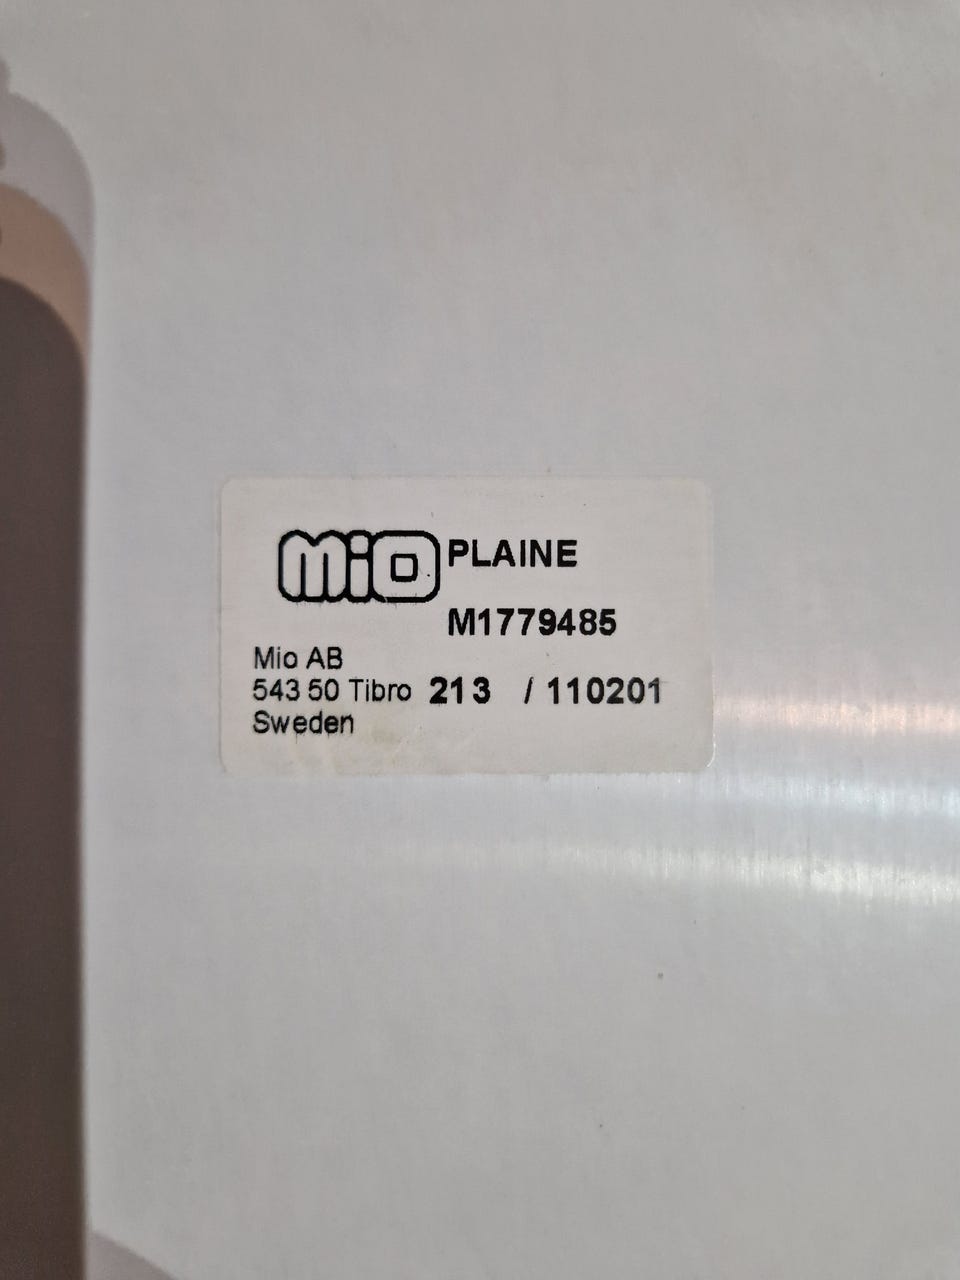 mio PLAINE
M1779485
Mio AB
543 50 Tibro 213 / 110201
Sweden